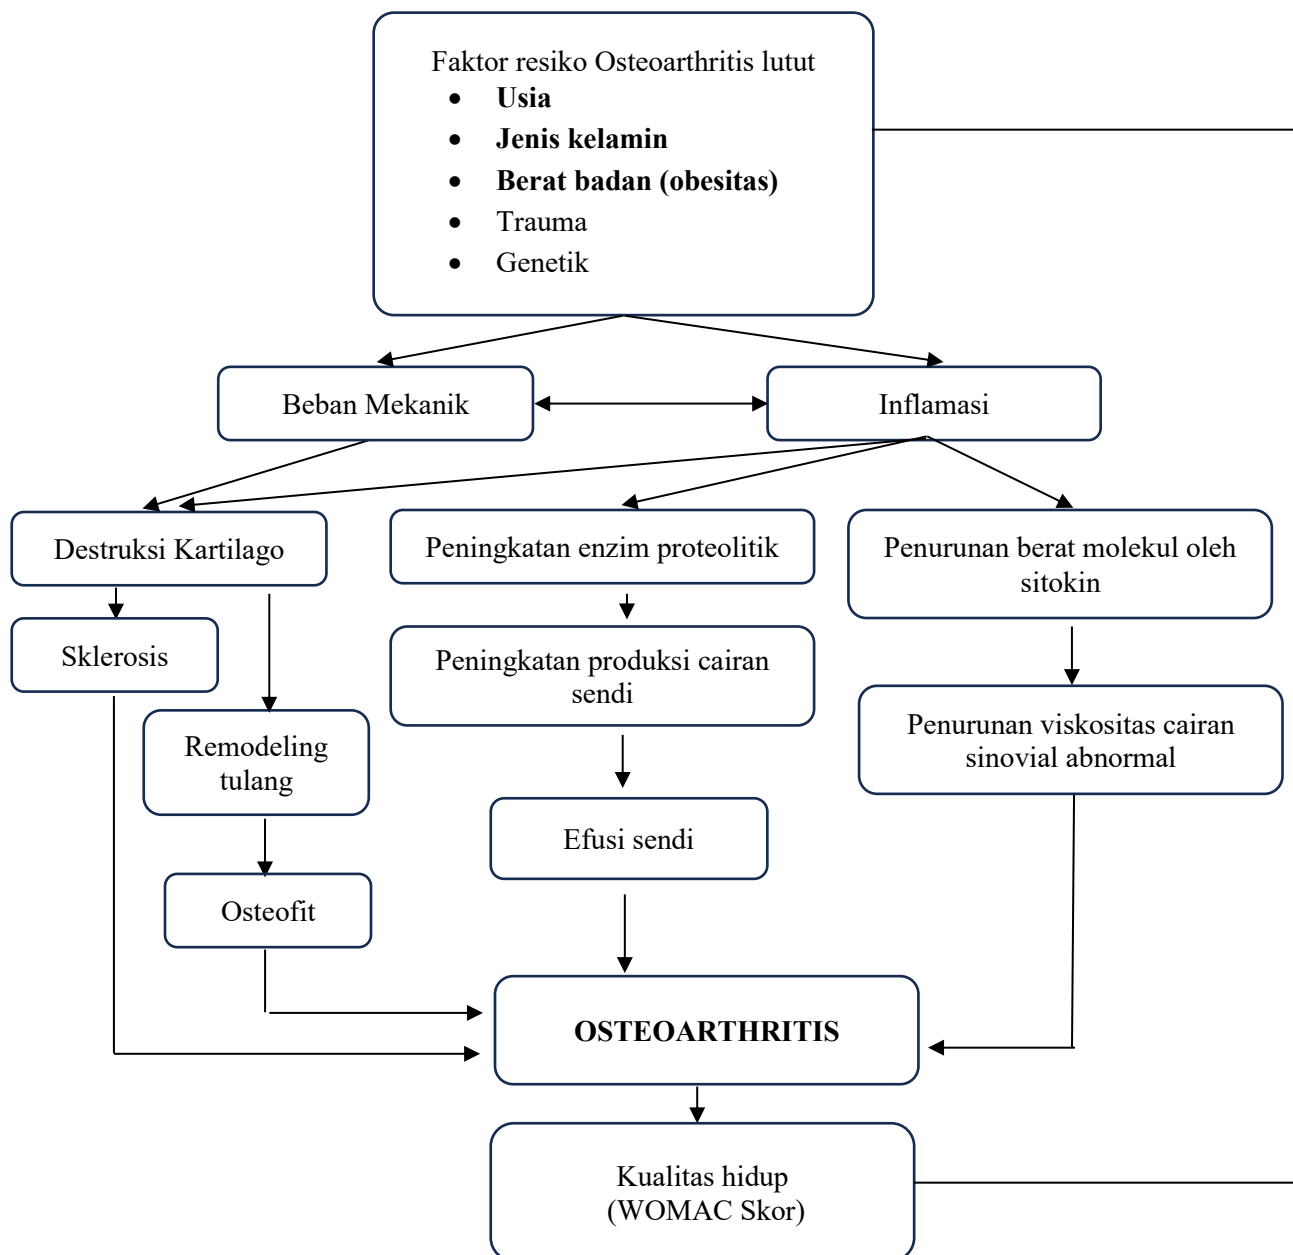 Faktor resiko Osteoarthritis lutut
• Usia
• Jenis kelamin
• Berat badan (obesitas)
• Trauma
• Genetik
Beban Mekanik
Inflamasi
Destruksi Kartilago
Peningkatan enzim proteolitik
Penurunan berat molekul oleh
sitokin
Sklerosis
Peningkatan produksi cairan
sendi
Remodeling
tulang
Penurunan viskositas cairan
sinovial abnormal
Efusi sendi
Osteofit
OSTEOARTHRITIS
Kualitas hidup
(WOMAC Skor)